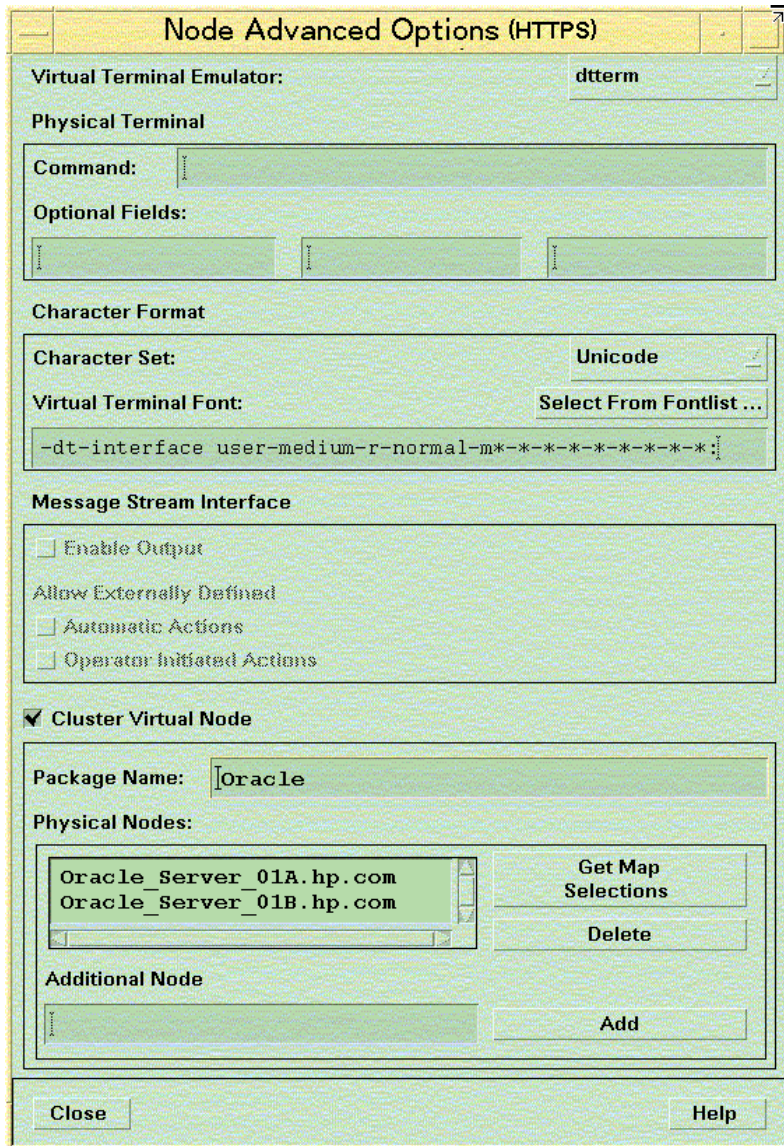 Node Advanced Options (HTTPS)
Virtual Terminal Emulator: dtterm
Physical Terminal
Command:
Optional Fields:
Character Format
Character Set: Unicode
Virtual Terminal Font: Select From Fontlist ...
-dt-interface user-medium-r-normal-m*-*-*-*-*-*-*-*-*:
Message Stream Interface
Enable Output
Allow Externally Defined
Automatic Actions
Operator Initiated Actions
Cluster Virtual Node
Package Name: Oracle
Physical Nodes:
Oracle_Server_01A.hp.com
Oracle_Server_01B.hp.com
Get Map
Selections
Delete
Additional Node
Add
Close Help